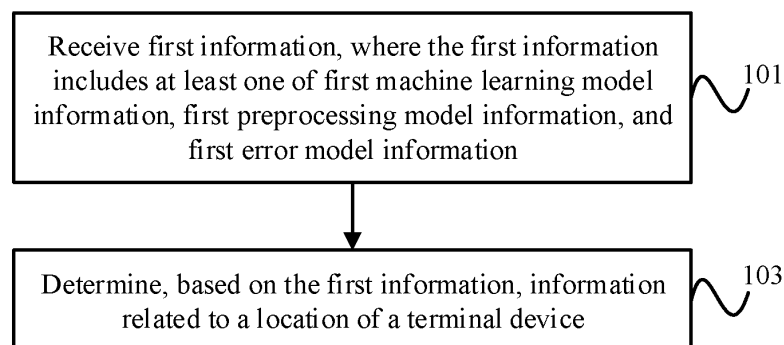 Receive first information, where the first information
includes at least one of first machine learning model
information, first preprocessing model information, and
first error model information
101
Determine, based on the first information, information
related to a location of a terminal device
103